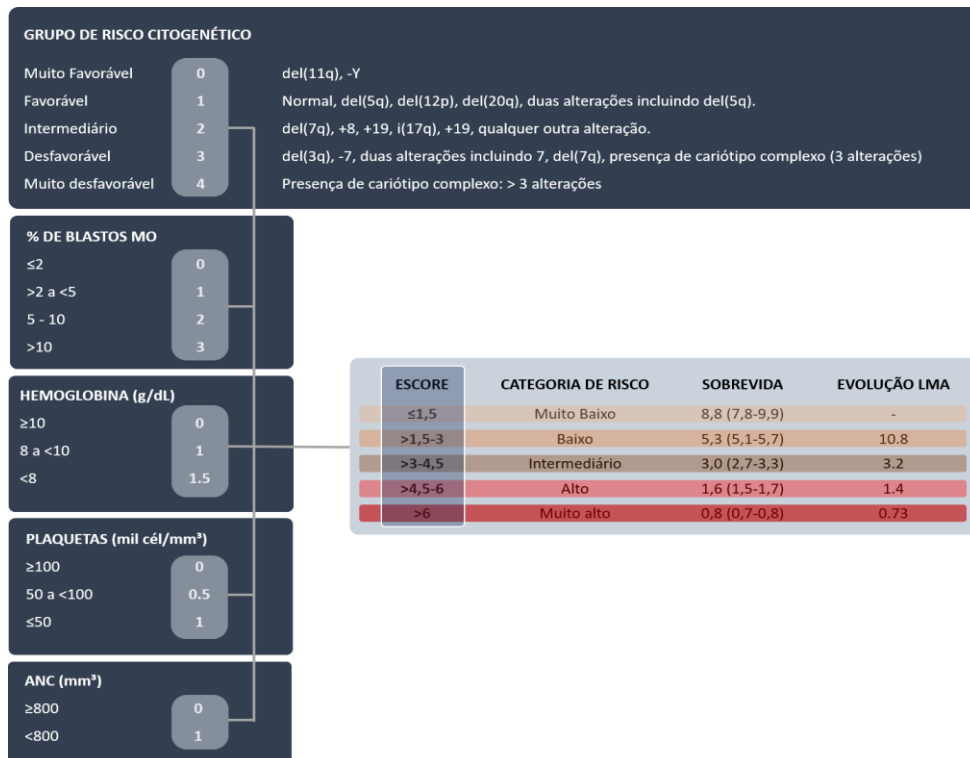 GRUPO DE RISCO CITOGENÉTICO
Muito Favorável 0 del(11q), -Y
Favorável 1 Normal, del(5q), del(12p), del(20q), duas alterações incluindo del(5q).
Intermediário 2 del(7q), +8, +19, i(17q), +19, qualquer outra alteração.
Desfavorável 3 del(3q), -7, duas alterações incluindo 7, del(7q), presença de cariótipo complexo (3 alterações)
Muito desfavorável 4 Presença de cariótipo complexo: > 3 alterações
% DE BLASTOS MO
≤2 0
>2 a <5 1
5 - 10 2
>10 3
HEMOGLOBINA (g/dL)
≥10 0
8 a <10 1
<8 1.5
ESCORE CATEGORIA DE RISCO SOBREVIDA EVOLUÇÃO LMA
≤1,5 Muito Baixo 8,8 (7,8-9,9) -
>1,5-3 Baixo 5,3 (5,1-5,7) 10.8
>3-4,5 Intermediário 3,0 (2,7-3,3) 3.2
>4,5-6 Alto 1,6 (1,5-1,7) 1.4
>6 Muito alto 0,8 (0,7-0,8) 0.73
PLAQUETAS (mil cél/mm³)
≥100 0
50 a <100 0.5
≤50 1
ANC (mm³)
≥800 0
<800 1